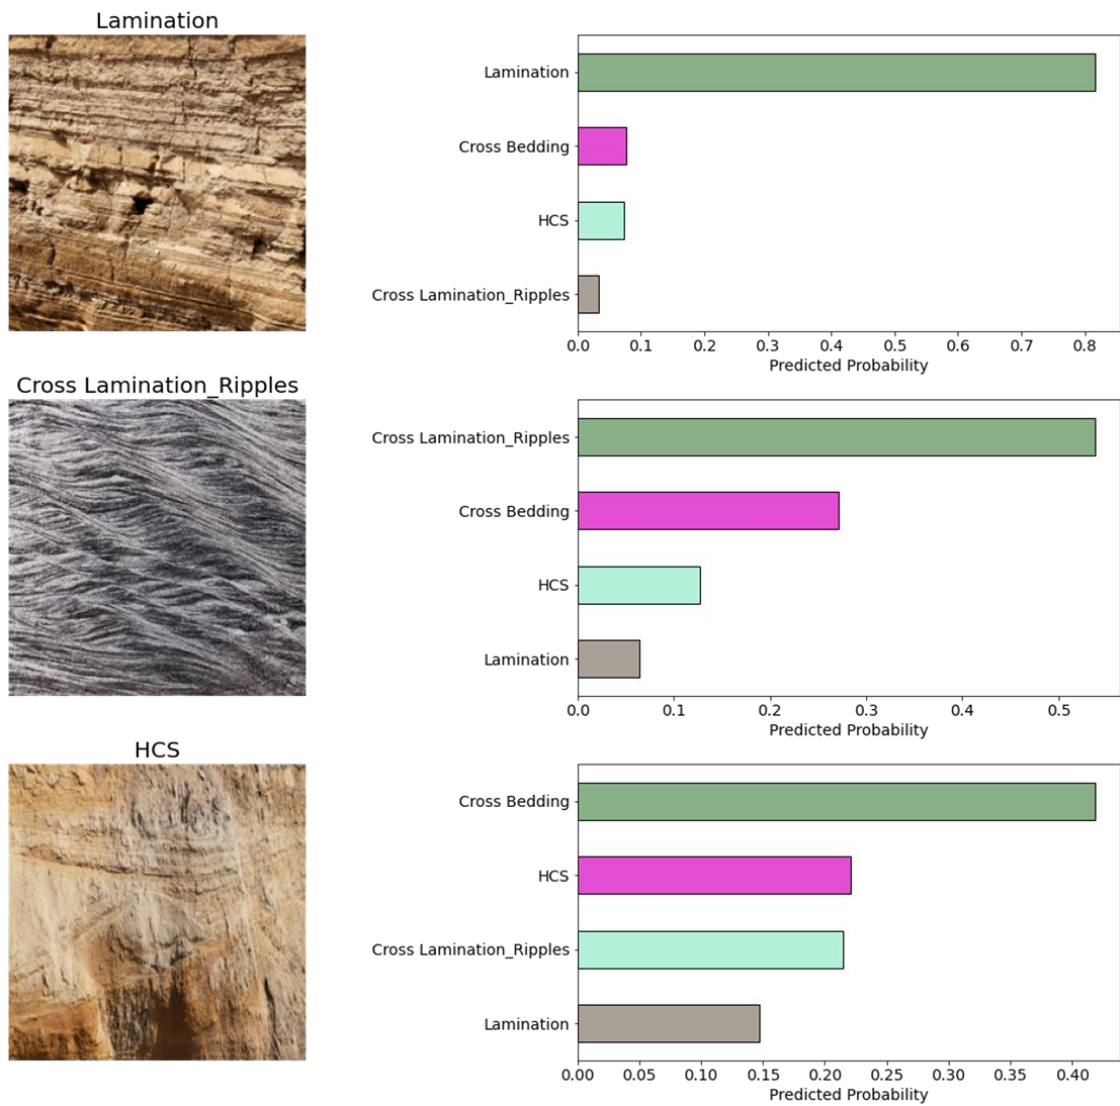 Lamination
Lamination
Cross Bedding
HCS
Cross Lamination_Ripples
0.0 0.1 0.2 0.3 0.4 0.5 0.6 0.7 0.8
Predicted Probability
Cross Lamination_Ripples
Cross Lamination_Ripples
Cross Bedding
HCS
Lamination
0.0 0.1 0.2 0.3 0.4 0.5
Predicted Probability
HCS
Cross Bedding
HCS
Cross Lamination_Ripples
Lamination
0.00 0.05 0.10 0.15 0.20 0.25 0.30 0.35 0.40
Predicted Probability